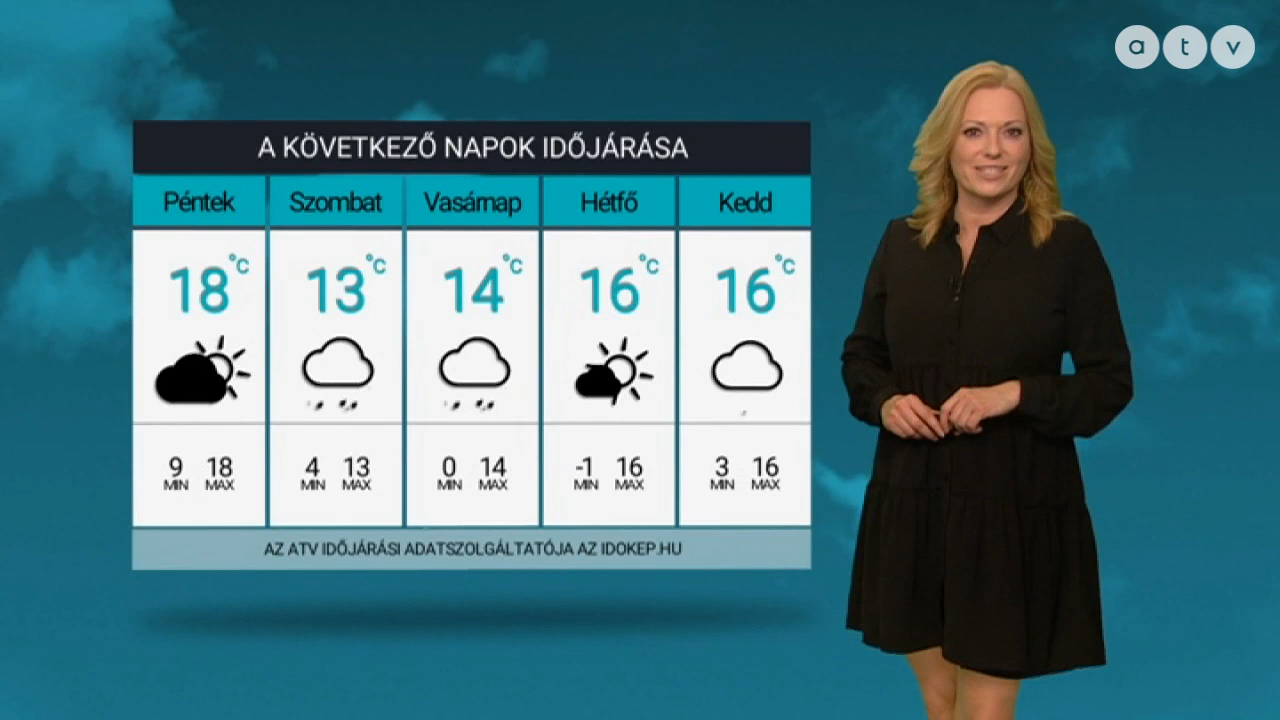 a t v
A KÖVETKEZŐ NAPOK IDŐJÁRÁSA
Péntek Szombat Vasárnap Hétfő Kedd
18 °C 13 °C 14 °C 16 °C 16 °C
9 18 4 13 0 14 -1 16 3 16
MIN MAX MIN MAX MIN MAX MIN MAX MIN MAX
AZ ATV IDŐJÁRÁSI ADATSZOLGÁLTATÓJA AZ IDOKEP.HU